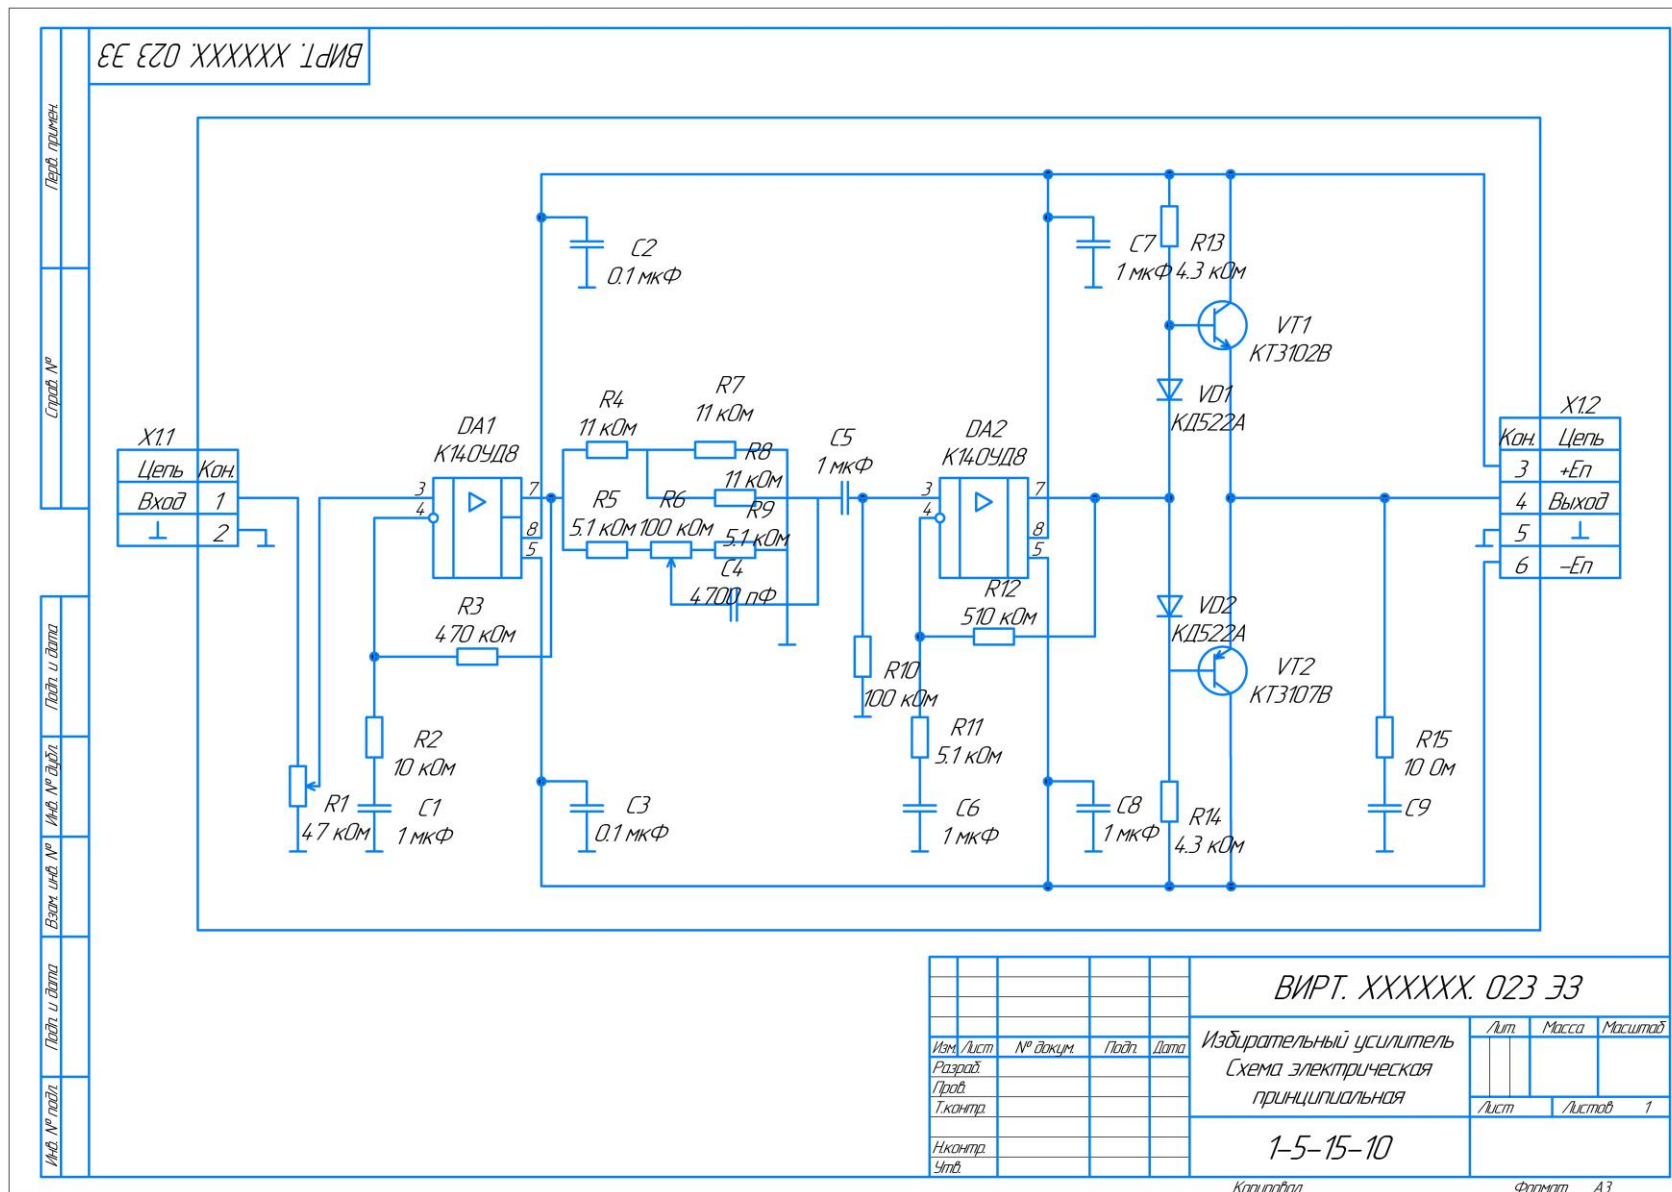 ВИРТ. XXXXXX. 023 ЭЗ
Перв. примен.
Справ. №
Подп. и дата
Инв. № дубл.
Взам. инв. №
Подп. и дата
Инв. № подл.
X1.1
Цепь Кон.
Вход 1
⊥ 2
R1
47 кОм
R2
10 кОм
C1
1 мкФ
R3
470 кОм
DA1
К140УД8
3
4
7
8
5
C2
0.1 мкФ
C3
0.1 мкФ
R4
11 кОм
R7
11 кОм
R8
11 кОм
R5
5.1 кОм
R6
100 кОм
R9
5.1 кОм
C4
4700 пФ
C5
1 мкФ
R10
100 кОм
DA2
К140УД8
3
4
7
8
5
R12
510 кОм
R11
5.1 кОм
C6
1 мкФ
C7
1 мкФ
C8
1 мкФ
R13
4.3 кОм
VT1
КТ3102В
VD1
КД522А
VD2
КД522А
VT2
КТ3107В
R14
4.3 кОм
R15
10 Ом
C9
X1.2
Кон. Цепь
3 +Еп
4 Выход
5 ⊥
6 –Еп
ВИРТ. XXXXXX. 023 ЭЗ
Изм. Лист № докум. Подп. Дата
Разраб.
Пров.
Т.контр.
Н.контр.
Утв.
Избирательный усилитель
Схема электрическая
принципиальная
Лит. Масса Масштаб
Лист Листов 1
1-5-15-10
Копировал Формат А3